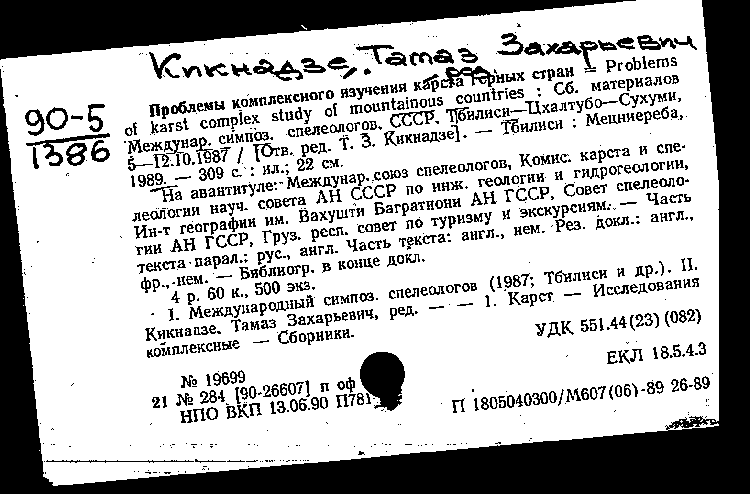 Кикнадзе, Тамаз Захарьевич
ред.
90-5
1386
Проблемы комплексного изучения карста горных стран = Problems
of karst complex study of mountainous countries : Сб. материалов
Междунар. симпоз. спелеологов. СССР. Тбилиси—Цхалтубо—Сухуми,
5—12.10.1987 / [Отв. ред. Т. З. Кикнадзе]. — Тбилиси : Мецниереба,
1989. — 309 с. : ил.; 22 см.
На авантитуле: Междунар. союз спелеологов, Комис. карста и спе-
леологии науч. совета АН СССР по инж. геологии и гидрогеологии,
Ин-т географии им. Вахушти Багратиони АН ГССР, Совет спелеоло-
гии АН ГССР, Груз. респ. совет по туризму и экскурсиям. — Часть
текста парал.: рус., англ. Часть текста: англ., нем. Рез. докл.: англ.,
фр., нем. — Библиогр. в конце докл.
4 р. 60 к., 500 экз.
I. Международный симпоз. спелеологов (1987; Тбилиси и др.). II.
Кикнадзе, Тамаз Захарьевич, ред. — — 1. Карст — Исследования
комплексные — Сборники.
УДК 551.44(23) (082)
ЕКЛ 18.5.4.3
№ 19699
21 № 284 [90-26607] п оф
НПО ВКП 13.06.90 П781
П 1805040300/М607(06)-89 26-89